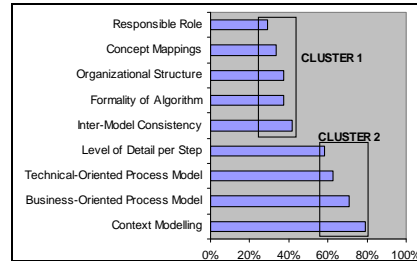 Responsible Role
Concept Mappings
Organizational Structure
CLUSTER 1
Formality of Algorithm
Inter-Model Consistency
CLUSTER 2
Level of Detail per Step
Technical-Oriented Process Model
Business-Oriented Process Model
Context Modelling
0% 20% 40% 60% 80% 100%